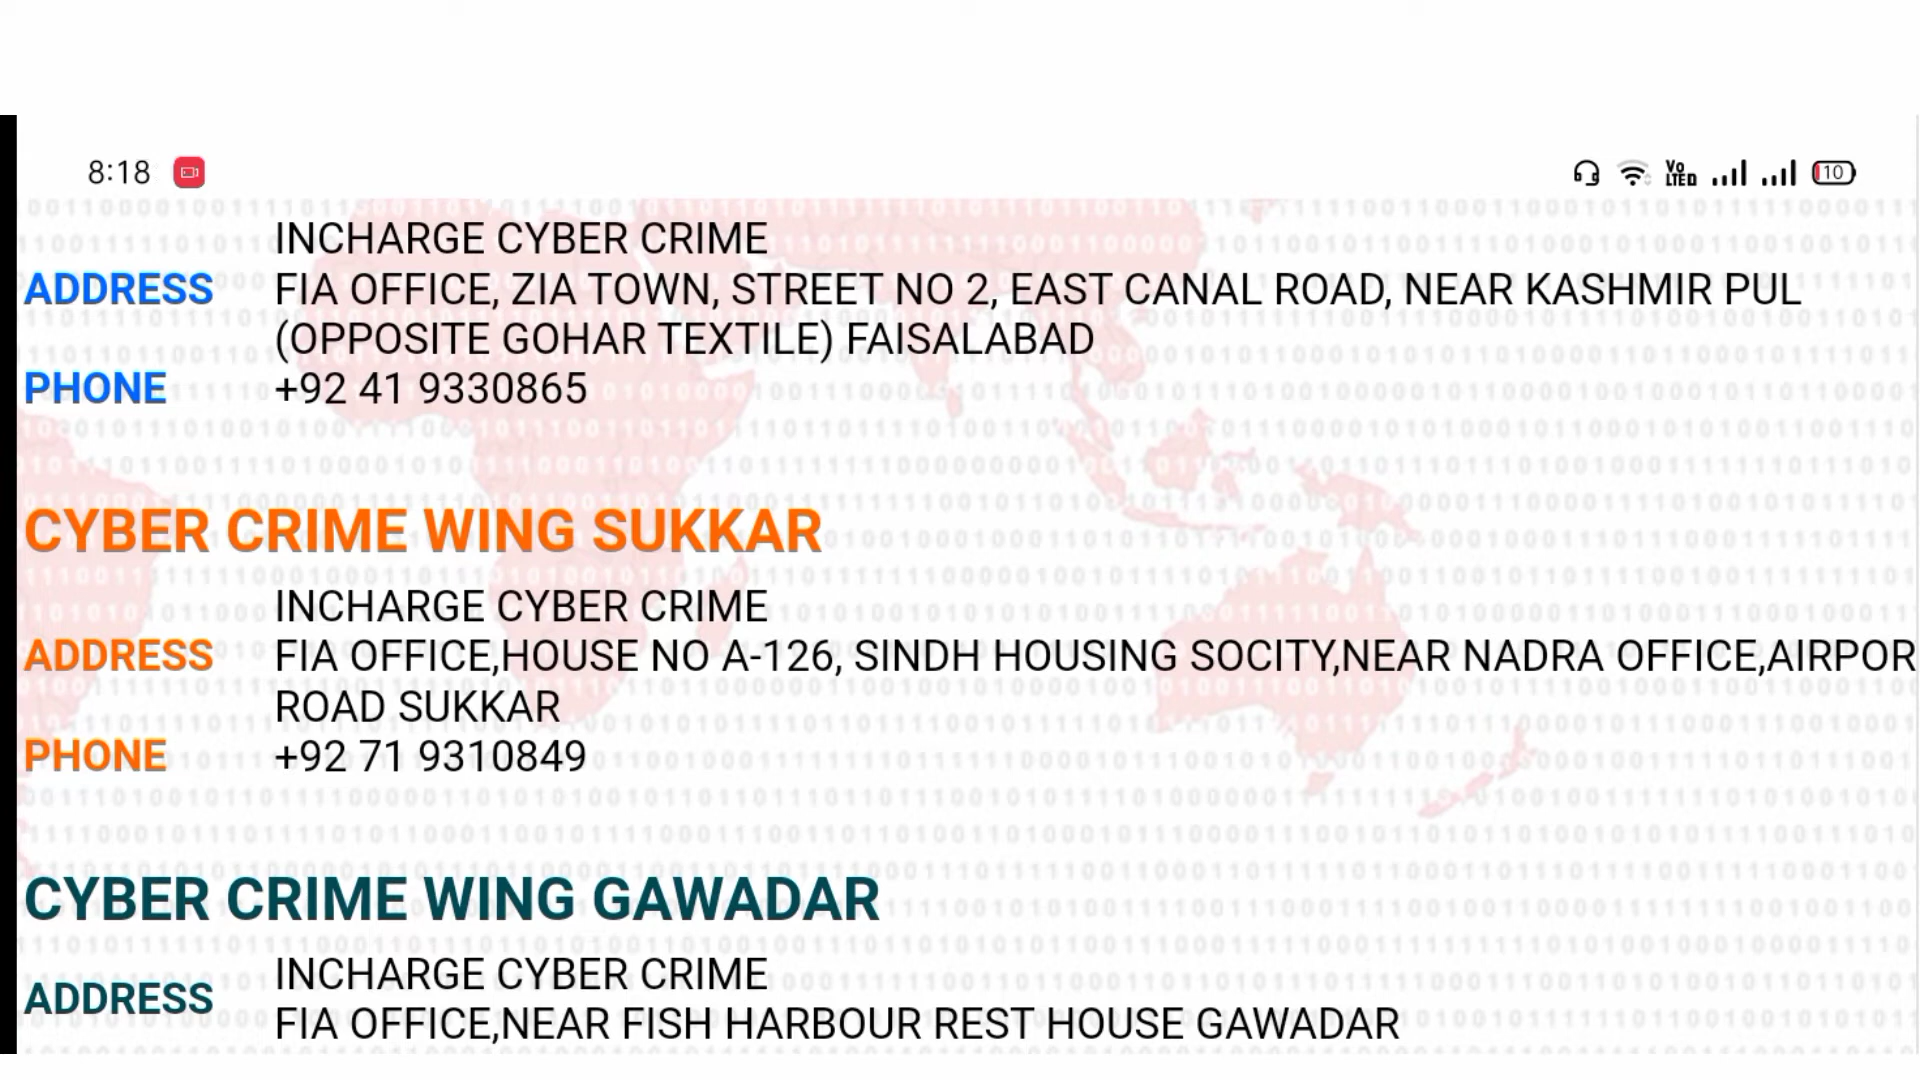 8:18 Vo LTE 10
INCHARGE CYBER CRIME
ADDRESS FIA OFFICE, ZIA TOWN, STREET NO 2, EAST CANAL ROAD, NEAR KASHMIR PUL
(OPPOSITE GOHAR TEXTILE) FAISALABAD
PHONE +92 41 9330865
CYBER CRIME WING SUKKAR
INCHARGE CYBER CRIME
ADDRESS FIA OFFICE,HOUSE NO A-126, SINDH HOUSING SOCITY,NEAR NADRA OFFICE,AIRPOR
ROAD SUKKAR
PHONE +92 71 9310849
CYBER CRIME WING GAWADAR
INCHARGE CYBER CRIME
ADDRESS
FIA OFFICE,NEAR FISH HARBOUR REST HOUSE GAWADAR